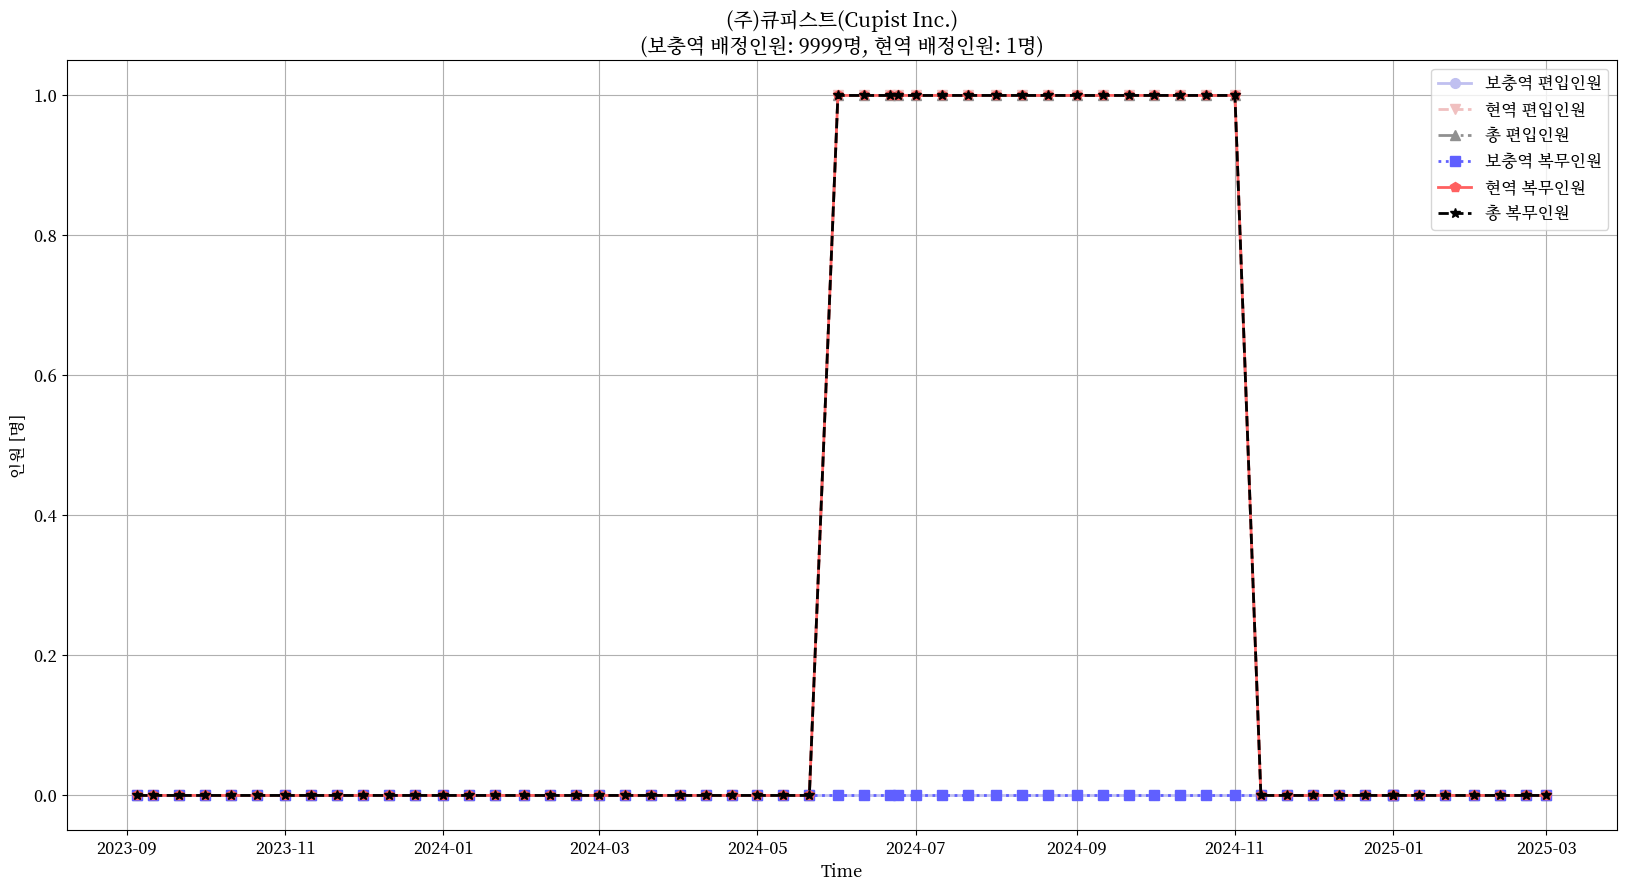 (주)큐피스트(Cupist Inc.)
(보충역 배정인원: 9999명, 현역 배정인원: 1명)
보충역 편입인원
현역 편입인원
총 편입인원
보충역 복무인원
현역 복무인원
총 복무인원
인원 [명]
1.0
0.8
0.6
0.4
0.2
0.0
2023-09
2023-11
2024-01
2024-03
2024-05
2024-07
2024-09
2024-11
2025-01
2025-03
Time